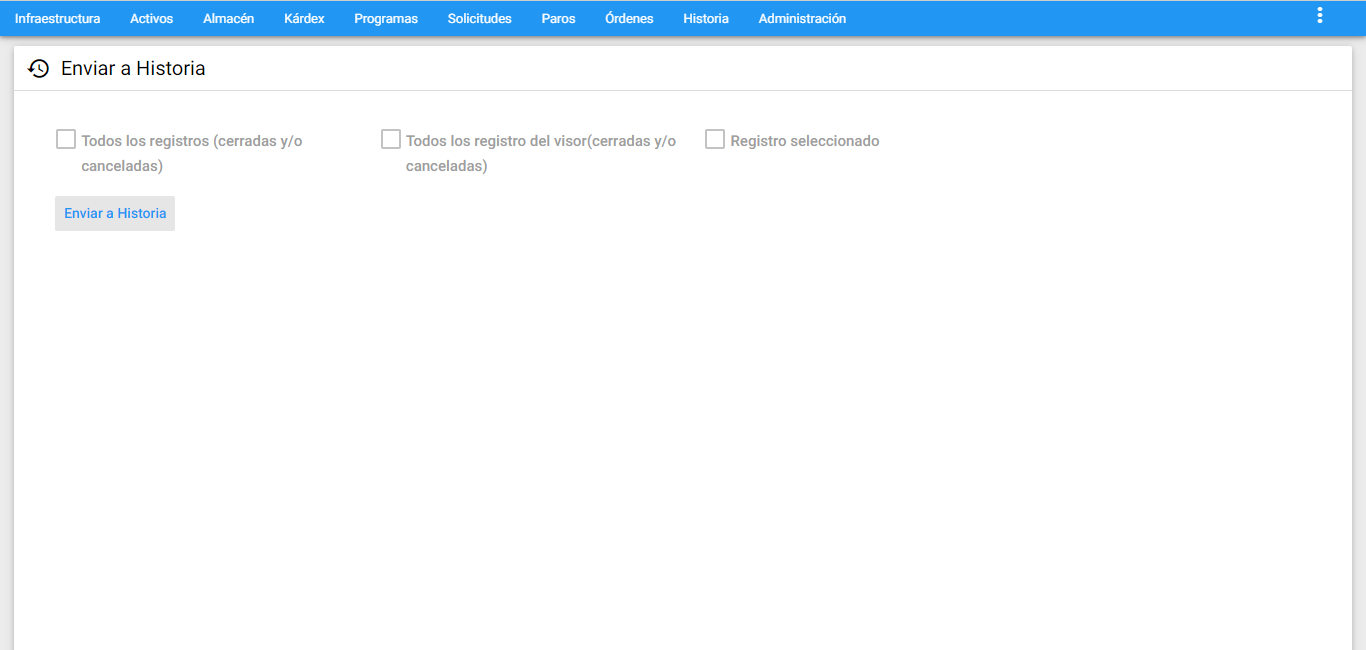 Infraestructura Activos Almacén Kárdex Programas Solicitudes Paros Órdenes Historia Administración
Enviar a Historia
Todos los registros (cerradas y/o
canceladas)
Todos los registro del visor(cerradas y/o
canceladas)
Registro seleccionado
Enviar a Historia